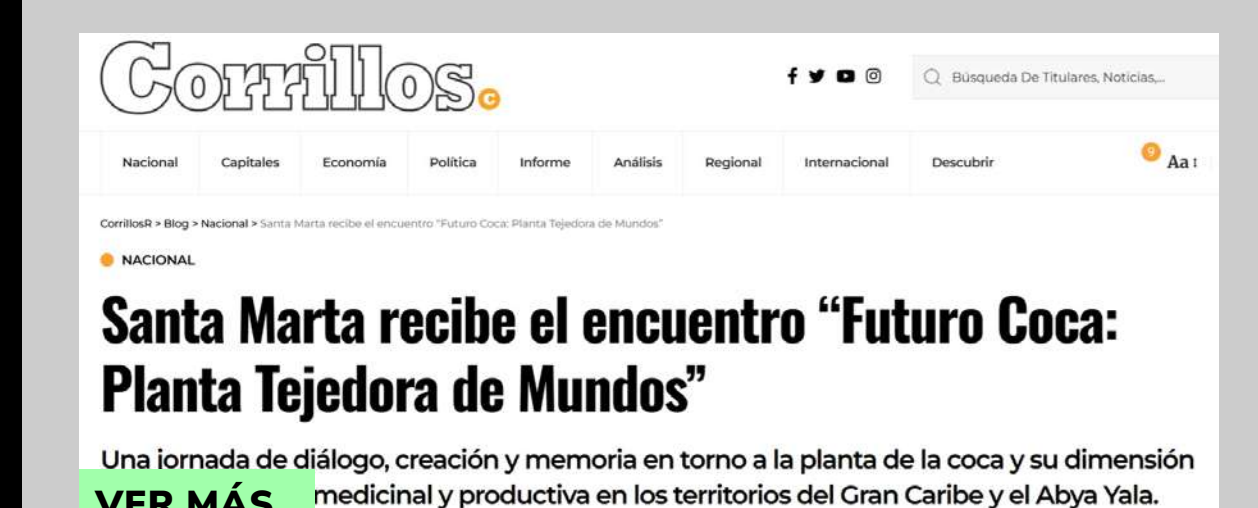 Corrillos.c
Búsqueda De Titulares, Noticias,...
Nacional Capitales Economía Política Informe Análisis Regional Internacional Descubrir 9 Aa
CorrillosR > Blog > Nacional > Santa Marta recibe el encuentro “Futuro Coca: Planta Tejedora de Mundos”
NACIONAL
Santa Marta recibe el encuentro “Futuro Coca:
Planta Tejedora de Mundos”
Una jornada de diálogo, creación y memoria en torno a la planta de la coca y su dimensión
VER MÁS medicinal y productiva en los territorios del Gran Caribe y el Abya Yala.